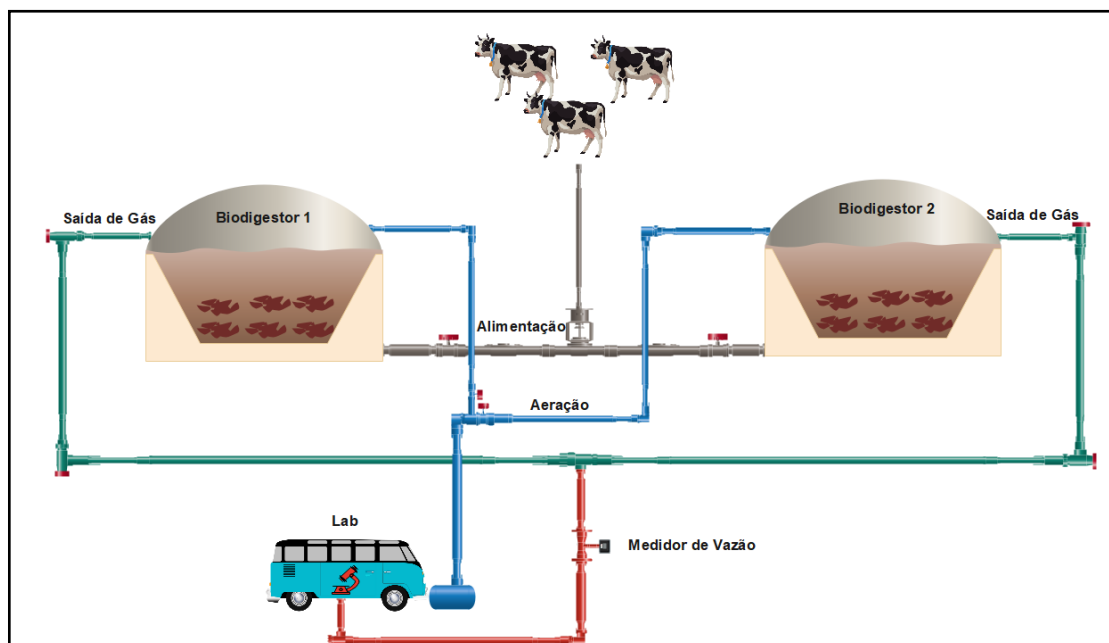 Saída de Gás
Biodigestor 1
Biodigestor 2
Saída de Gás
Alimentação
Aeração
Lab
Medidor de Vazão